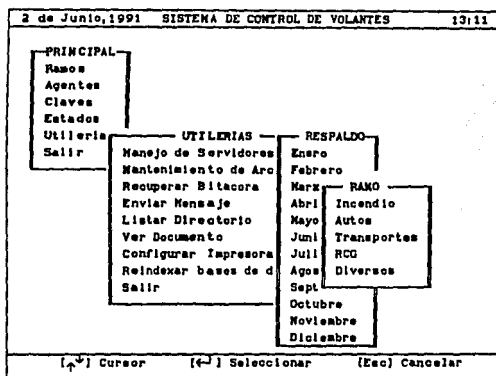 2 de Junio,1991 SISTEMA DE CONTROL DE VOLANTES 13:11
PRINCIPAL
Ramos
Agentes
Claves
Estados
Utileria
Salir
UTILERIAS
Manejo de Servidores
Mantenimiento de Arc
Recuperar Bitacora
Enviar Mensaje
Listar Directorio
Ver Documento
Configurar Impresora
Reindexar bases de d
Salir
RESPALDO
Enero
Febrero
Marz
Abri
Mayo
Juni
Juli
Agos
Sept
Octubre
Noviembre
Diciembre
RAMO
Incendio
Autos
Transportes
RCG
Diversos
[↑↓] Cursor [↵] Seleccionar [Esc] Cancelar